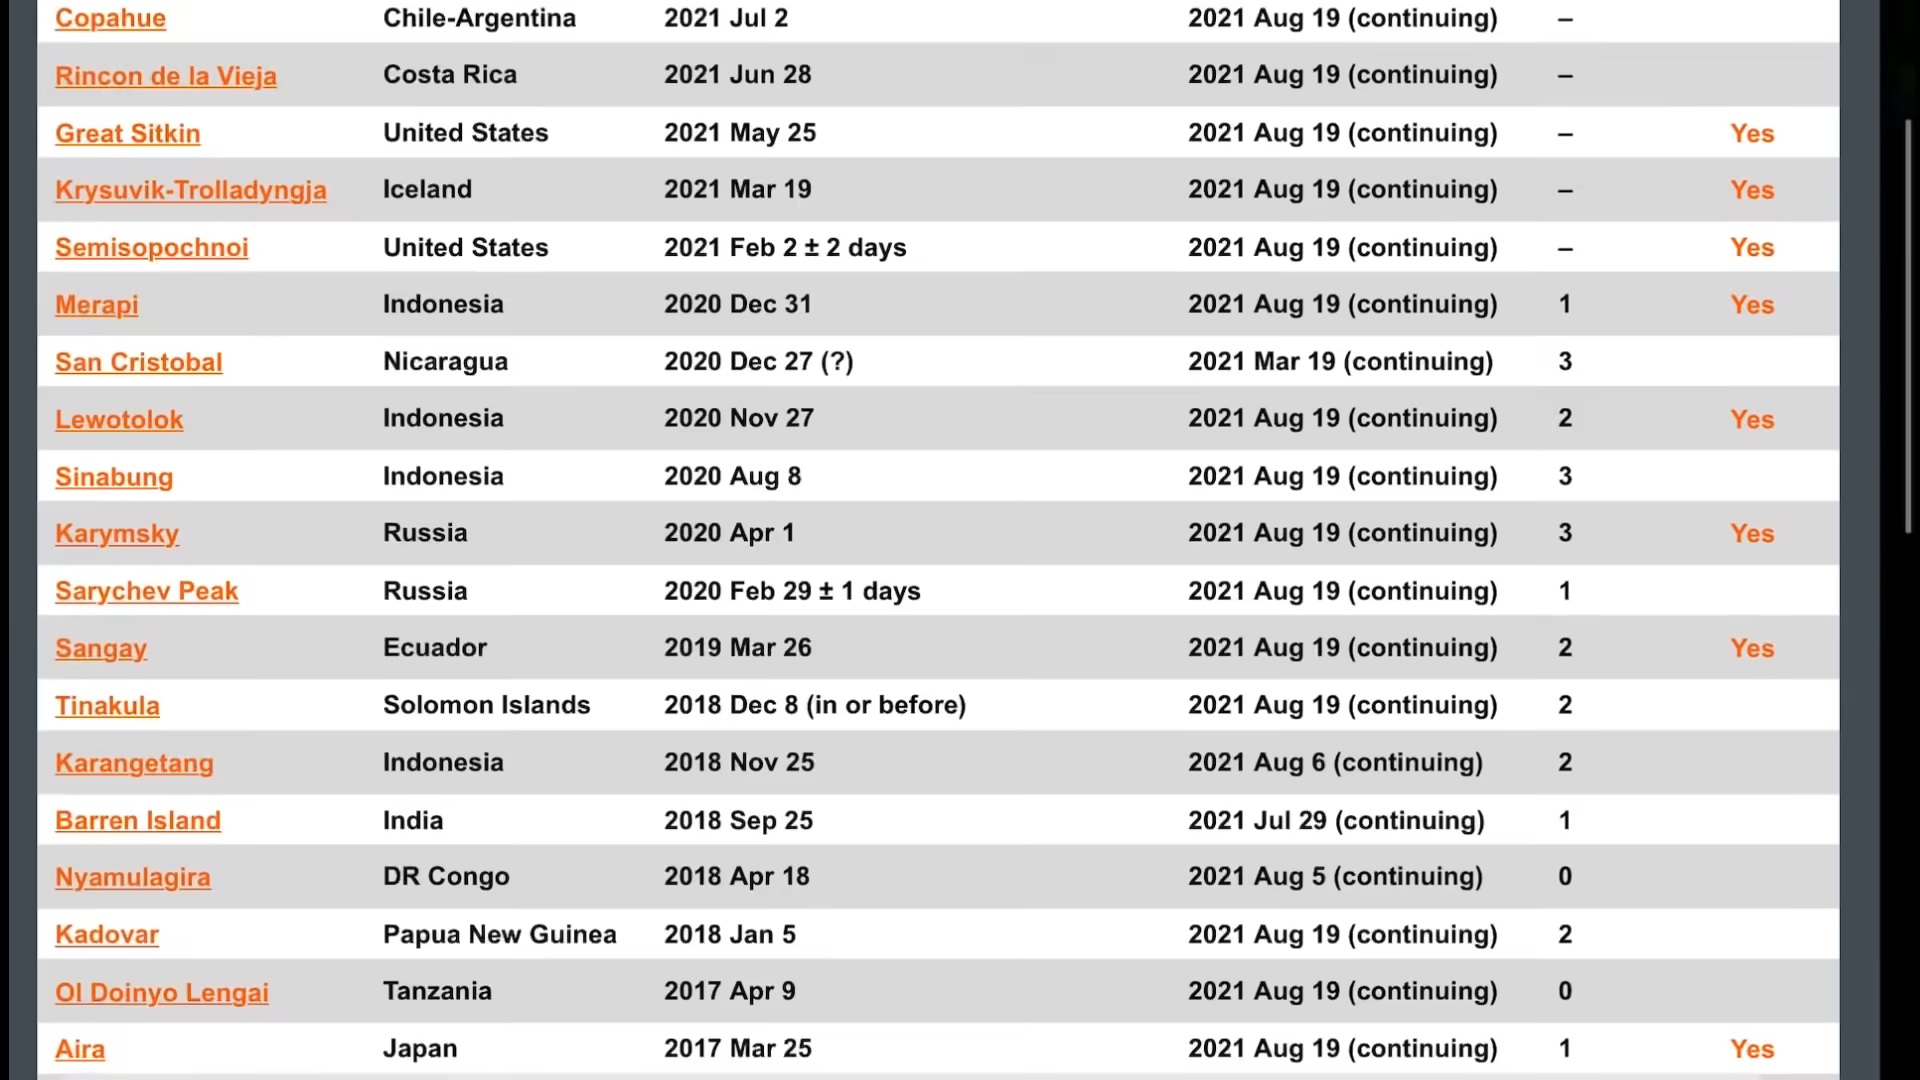 Copahue Chile-Argentina 2021 Jul 2 2021 Aug 19 (continuing) –
Rincon de la Vieja Costa Rica 2021 Jun 28 2021 Aug 19 (continuing) –
Great Sitkin United States 2021 May 25 2021 Aug 19 (continuing) – Yes
Krysuvik-Trolladyngja Iceland 2021 Mar 19 2021 Aug 19 (continuing) – Yes
Semisopochnoi United States 2021 Feb 2 ± 2 days 2021 Aug 19 (continuing) – Yes
Merapi Indonesia 2020 Dec 31 2021 Aug 19 (continuing) 1 Yes
San Cristobal Nicaragua 2020 Dec 27 (?) 2021 Mar 19 (continuing) 3
Lewotolok Indonesia 2020 Nov 27 2021 Aug 19 (continuing) 2 Yes
Sinabung Indonesia 2020 Aug 8 2021 Aug 19 (continuing) 3
Karymsky Russia 2020 Apr 1 2021 Aug 19 (continuing) 3 Yes
Sarychev Peak Russia 2020 Feb 29 ± 1 days 2021 Aug 19 (continuing) 1
Sangay Ecuador 2019 Mar 26 2021 Aug 19 (continuing) 2 Yes
Tinakula Solomon Islands 2018 Dec 8 (in or before) 2021 Aug 19 (continuing) 2
Karangetang Indonesia 2018 Nov 25 2021 Aug 6 (continuing) 2
Barren Island India 2018 Sep 25 2021 Jul 29 (continuing) 1
Nyamulagira DR Congo 2018 Apr 18 2021 Aug 5 (continuing) 0
Kadovar Papua New Guinea 2018 Jan 5 2021 Aug 19 (continuing) 2
Ol Doinyo Lengai Tanzania 2017 Apr 9 2021 Aug 19 (continuing) 0
Aira Japan 2017 Mar 25 2021 Aug 19 (continuing) 1 Yes